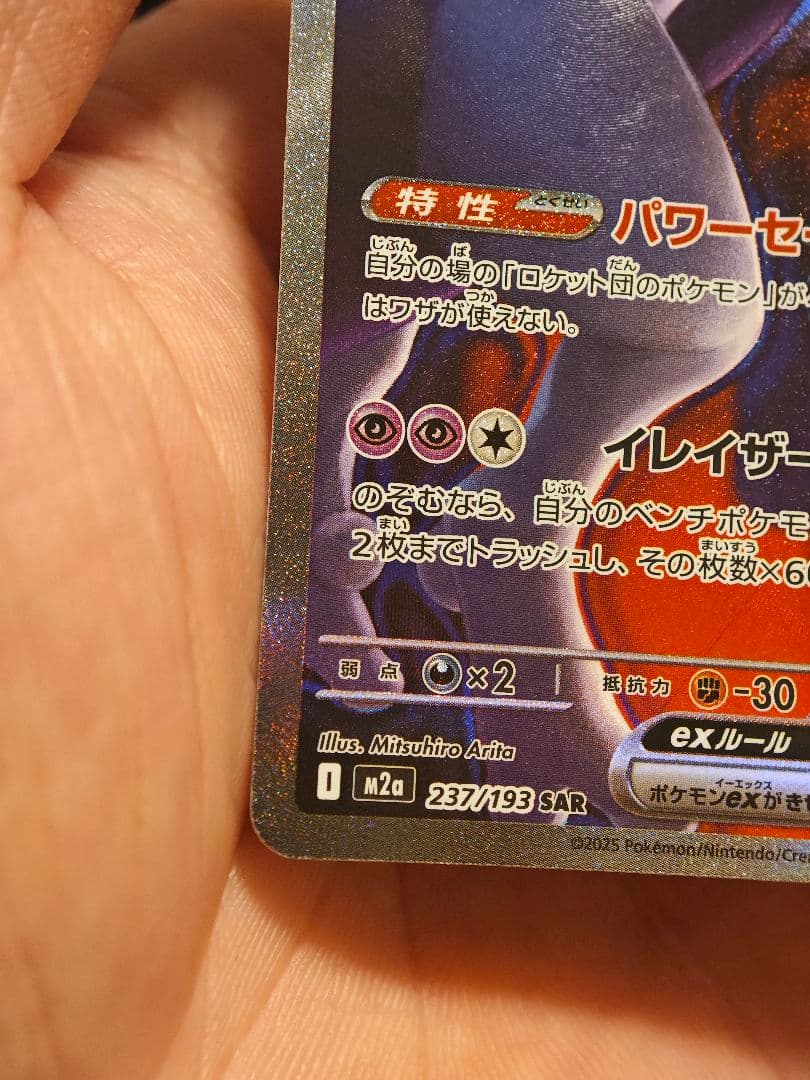 特性 とくせい パワーセー
自分の場の「ロケット団のポケモン」が
じぶん ば だん
はワザが使えない。
つか
イレイザー
のぞむなら、自分のベンチポケモ
じぶん
2枚までトラッシュし、その枚数×60
まい まいすう
弱点 ×2 抵抗力 -30
Illus. Mitsuhiro Arita
exルール
I M2a 237/193 SAR
イーエックス
ポケモンexがきぜ
©2025 Pokémon/Nintendo/Crea